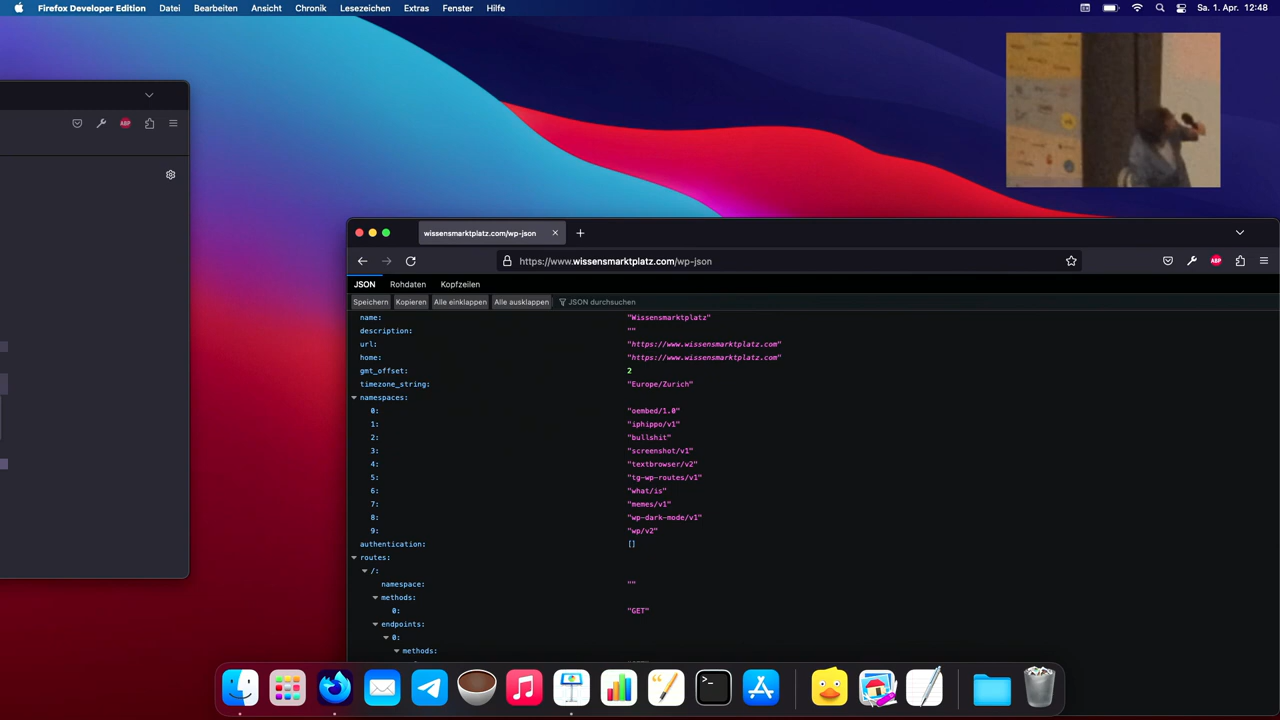 Firefox Developer Edition Datei Bearbeiten Ansicht Chronik Lesezeichen Extras Fenster Hilfe Sa. 1. Apr. 12:48
ABP
wissensmarktplatz.com/wp-json
https://www.wissensmarktplatz.com/wp-json ABP
JSON Rohdaten Kopfzeilen
Speichern Kopieren Alle einklappen Alle ausklappen JSON durchsuchen
name: "Wissensmarktplatz"
description: ""
url: "https://www.wissensmarktplatz.com"
home: "https://www.wissensmarktplatz.com"
gmt_offset: 2
timezone_string: "Europe/Zurich"
namespaces:
0: "oembed/1.0"
1: "iphippo/v1"
2: "bullshit"
3: "screenshot/v1"
4: "textbrowser/v2"
5: "tg-wp-routes/v1"
6: "what/is"
7: "memes/v1"
8: "wp-dark-mode/v1"
9: "wp/v2"
authentication: []
routes:
/:
namespace: ""
methods:
0: "GET"
endpoints:
0:
methods: